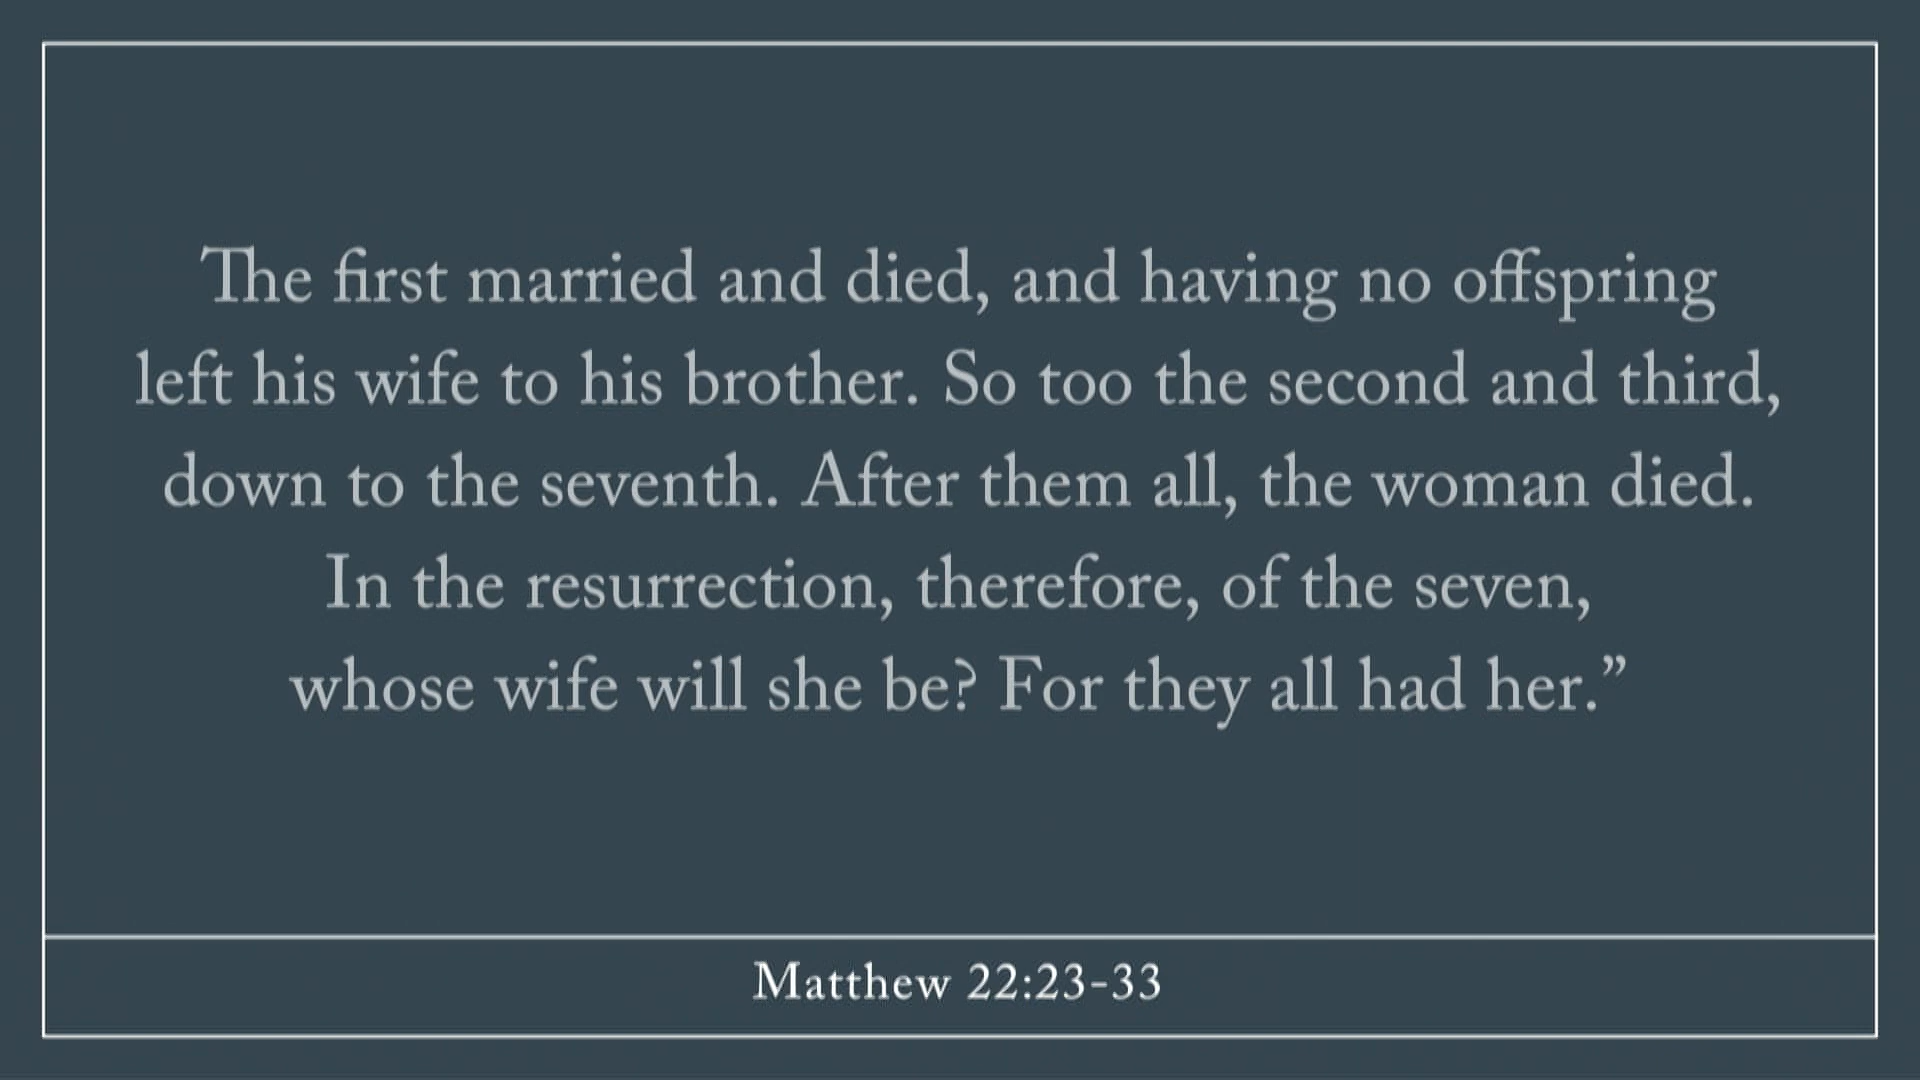 The first married and died, and having no offspring
left his wife to his brother. So too the second and third,
down to the seventh. After them all, the woman died.
In the resurrection, therefore, of the seven,
whose wife will she be? For they all had her.”
Matthew 22:23-33